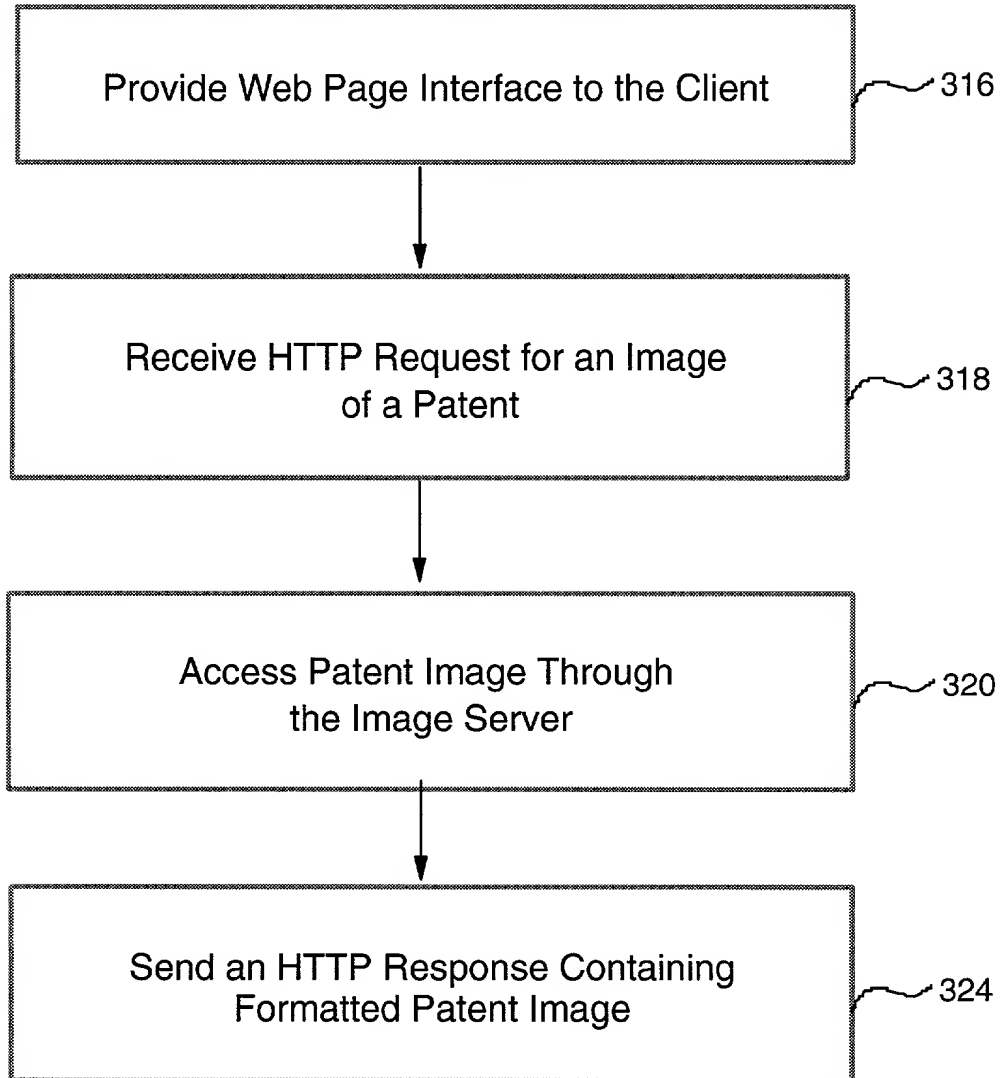 Provide Web Page Interface to the Client
316
Receive HTTP Request for an Image
of a Patent
318
Access Patent Image Through
the Image Server
320
Send an HTTP Response Containing
Formatted Patent Image
324